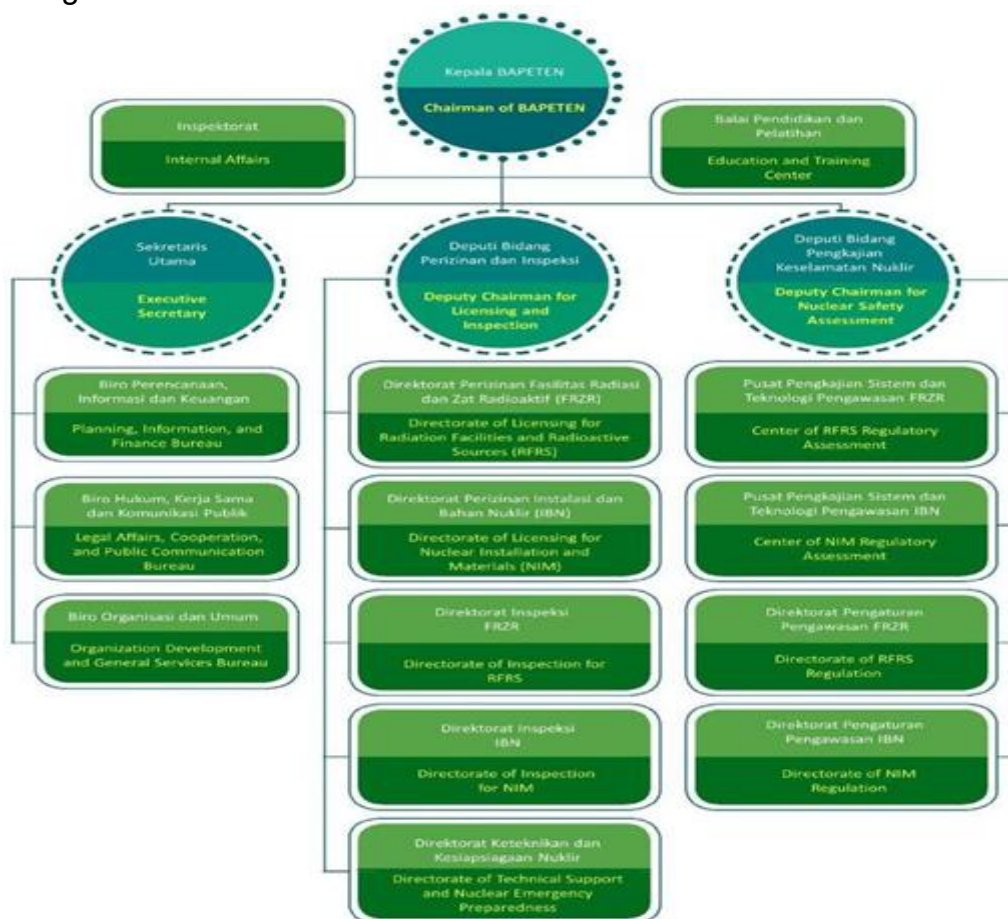 Kepala BAPETEN
Chairman of BAPETEN
Inspektorat
Internal Affairs
Balai Pendidikan dan
Pelatihan
Education and Training
Center
Sekretaris
Utama
Executive
Secretary
Deputi Bidang
Perizinan dan Inspeksi
Deputy Chairman for
Licensing and
Inspection
Deputi Bidang
Pengkajian
Keselamatan Nuklir
Deputy Chairman for
Nuclear Safety
Assessment
Biro Perencanaan,
Informasi dan Keuangan
Planning, Information, and
Finance Bureau
Biro Hukum, Kerja Sama
dan Komunikasi Publik
Legal Affairs, Cooperation,
and Public Communication
Bureau
Biro Organisasi dan Umum
Organization Development
and General Services Bureau
Direktorat Perizinan Fasilitas Radiasi
dan Zat Radioaktif (FRZR)
Directorate of Licensing for
Radiation Facilities and Radioactive
Sources (RFRS)
Direktorat Perizinan Instalasi dan
Bahan Nuklir (IBN)
Directorate of Licensing for
Nuclear Installation and
Materials (NIM)
Direktorat Inspeksi
FRZR
Directorate of Inspection for
RFRS
Direktorat Inspeksi
IBN
Directorate of Inspection
for NIM
Direktorat Keteknikan dan
Kesiapsiagaan Nuklir
Directorate of Technical Support
and Nuclear Emergency
Preparedness
Pusat Pengkajian Sistem dan
Teknologi Pengawasan FRZR
Center of RFRS Regulatory
Assessment
Pusat Pengkajian Sistem dan
Teknologi Pengawasan IBN
Center of NIM Regulatory
Assessment
Direktorat Pengaturan
Pengawasan FRZR
Directorate of RFRS
Regulation
Direktorat Pengaturan
Pengawasan IBN
Directorate of NIM
Regulation